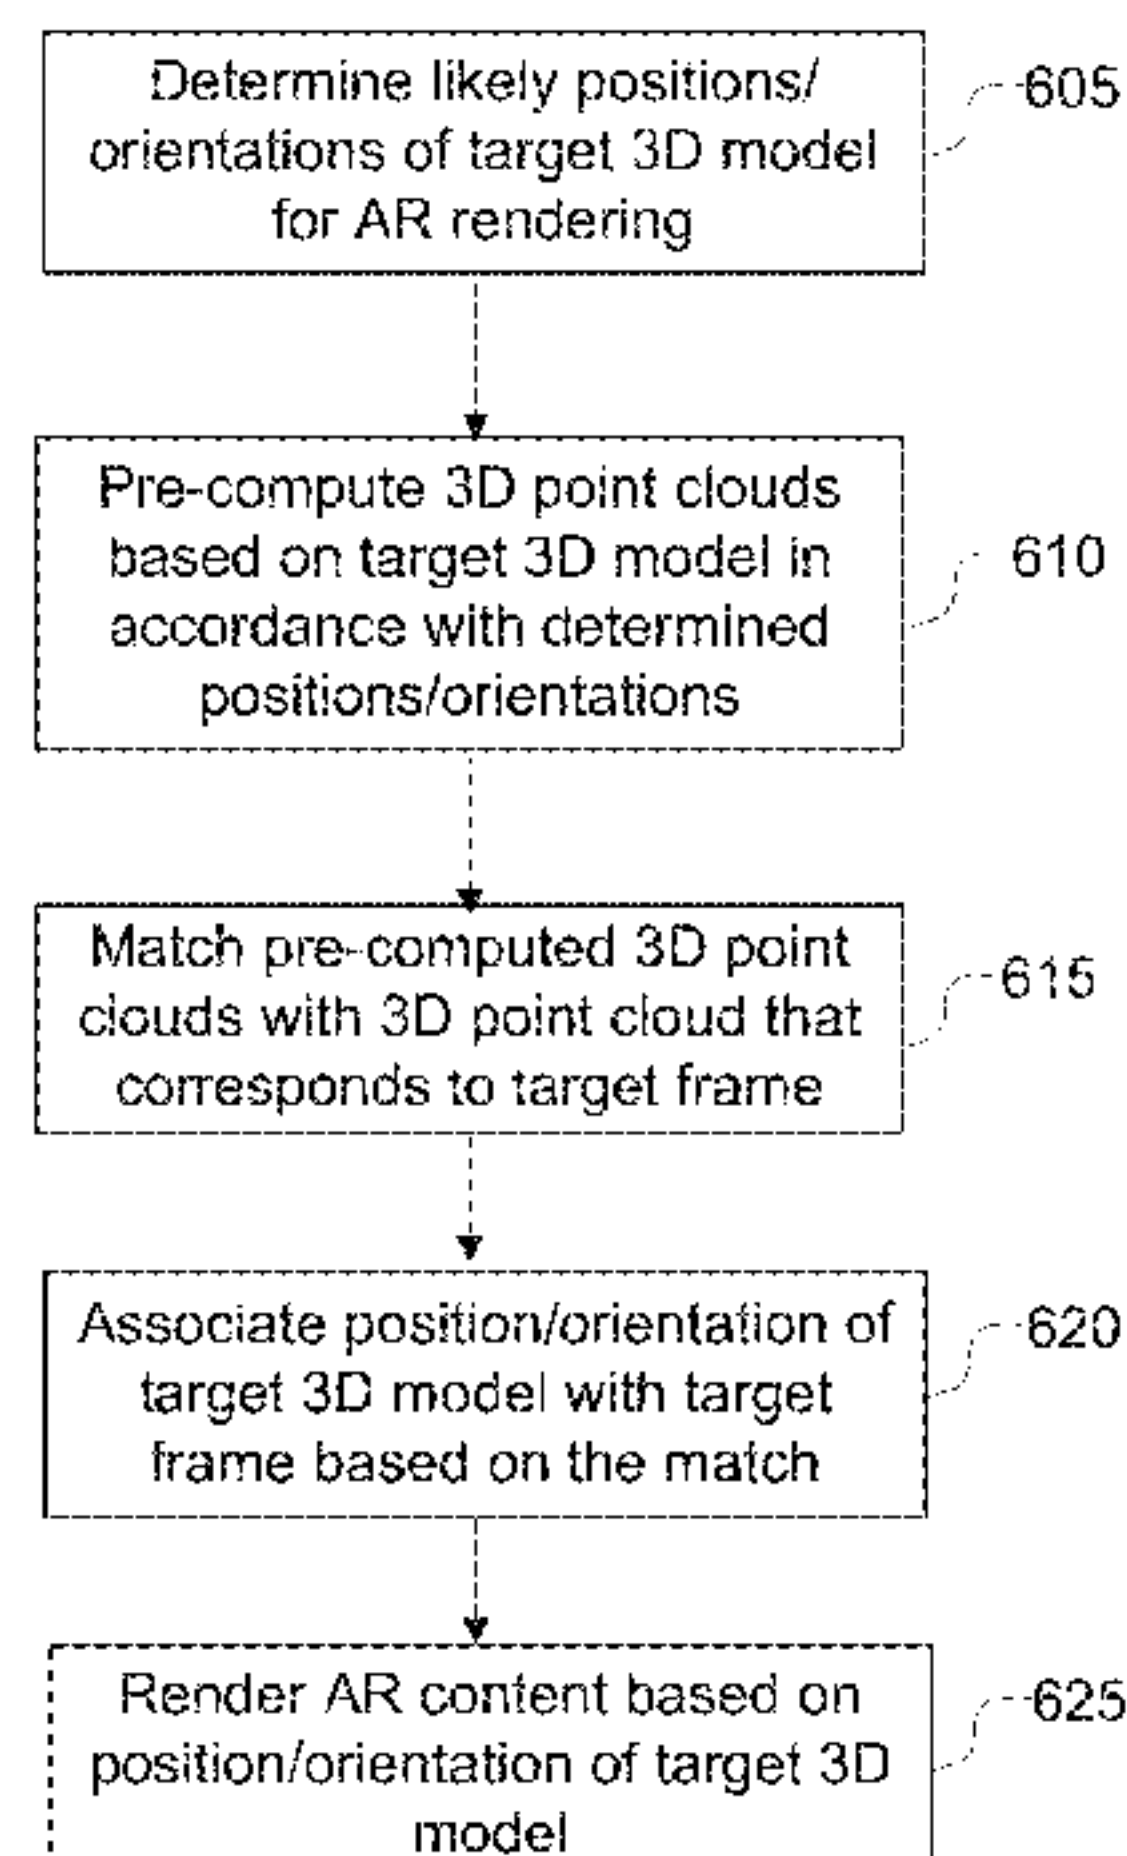 Determine likely positions/
orientations of target 3D model
for AR rendering
605
Pre-compute 3D point clouds
based on target 3D model in
accordance with determined
positions/orientations
610
Match pre-computed 3D point
clouds with 3D point cloud that
corresponds to target frame
615
Associate position/orientation of
target 3D model with target
frame based on the match
620
Render AR content based on
position/orientation of target 3D
model
625